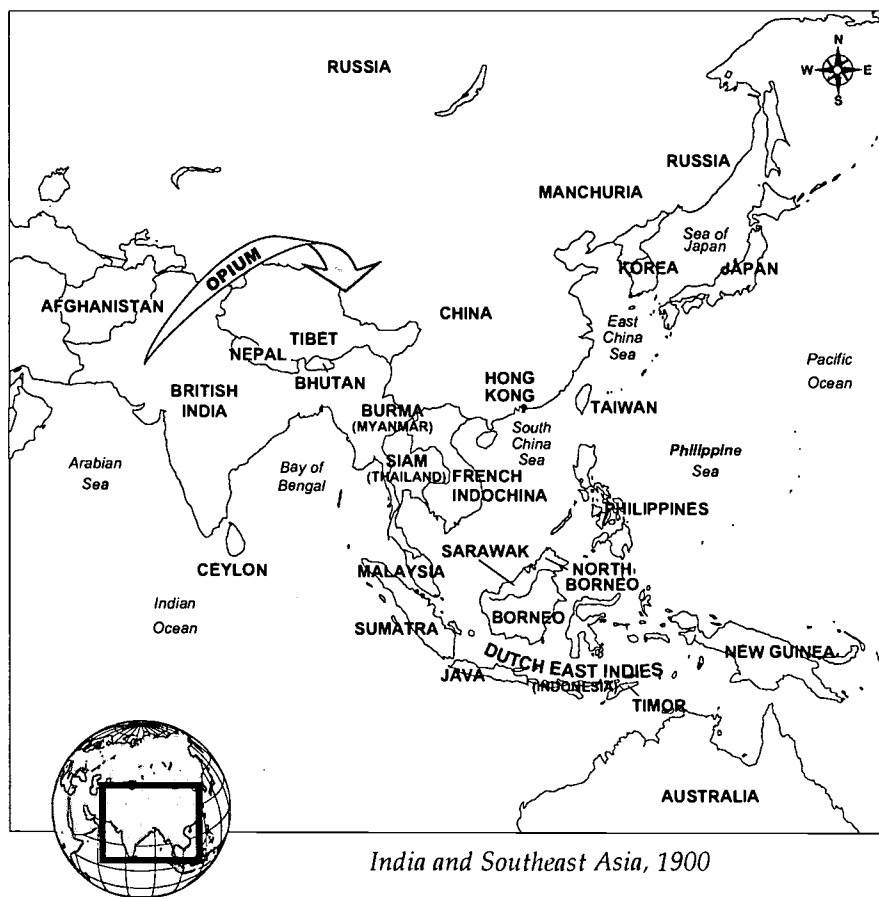 N
W E
S
RUSSIA
RUSSIA
MANCHURIA
Sea of
Japan
OPIUM
KOREA
JAPAN
AFGHANISTAN
CHINA
TIBET
NEPAL
East
China
Sea
BHUTAN
Pacific
Ocean
HONG
KONG
BRITISH
INDIA
TAIWAN
BURMA
(MYANMAR)
South
China
Sea
Arabian
Sea
Bay of
Bengal
SIAM
(THAILAND)
FRENCH
INDOCHINA
Philippine
Sea
PHILIPPINES
SARAWAK
CEYLON
MALAYSIA
NORTH
BORNEO
Indian
Ocean
BORNEO
SUMATRA
DUTCH EAST INDIES
(INDONESIA)
NEW GUINEA
JAVA
TIMOR
AUSTRALIA
India and Southeast Asia, 1900